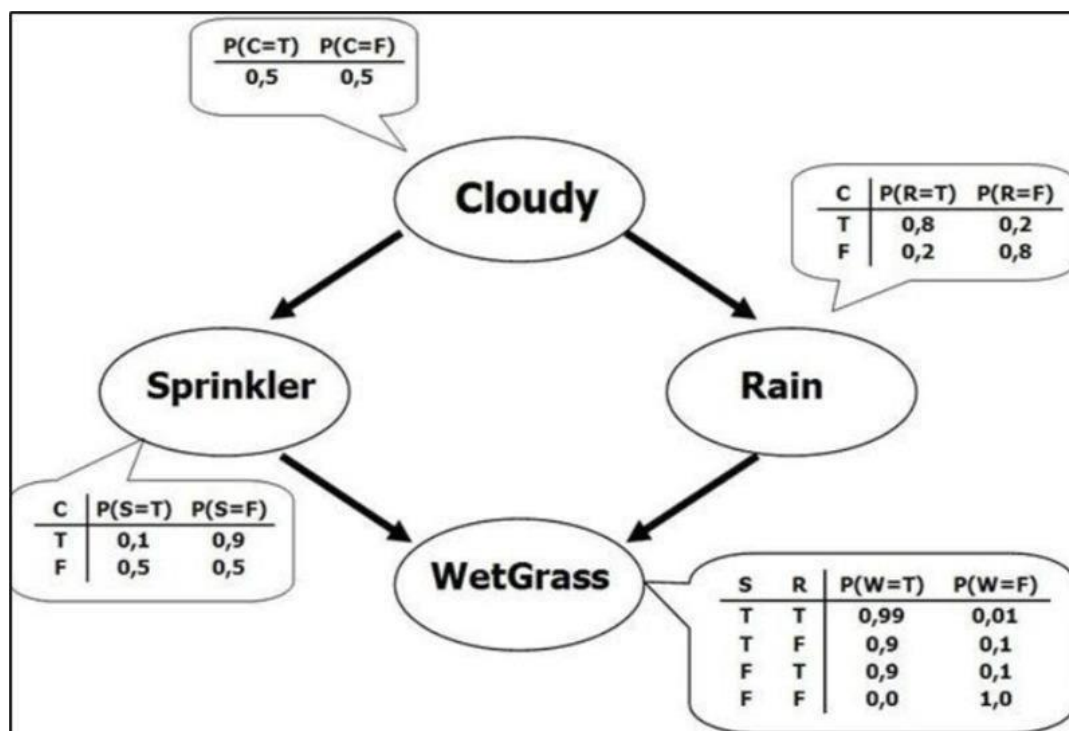 P(C=T) P(C=F)
0,5 0,5
Cloudy
C P(R=T) P(R=F)
T 0,8 0,2
F 0,2 0,8
Sprinkler
Rain
C P(S=T) P(S=F)
T 0,1 0,9
F 0,5 0,5
WetGrass
S R P(W=T) P(W=F)
T T 0,99 0,01
T F 0,9 0,1
F T 0,9 0,1
F F 0,0 1,0